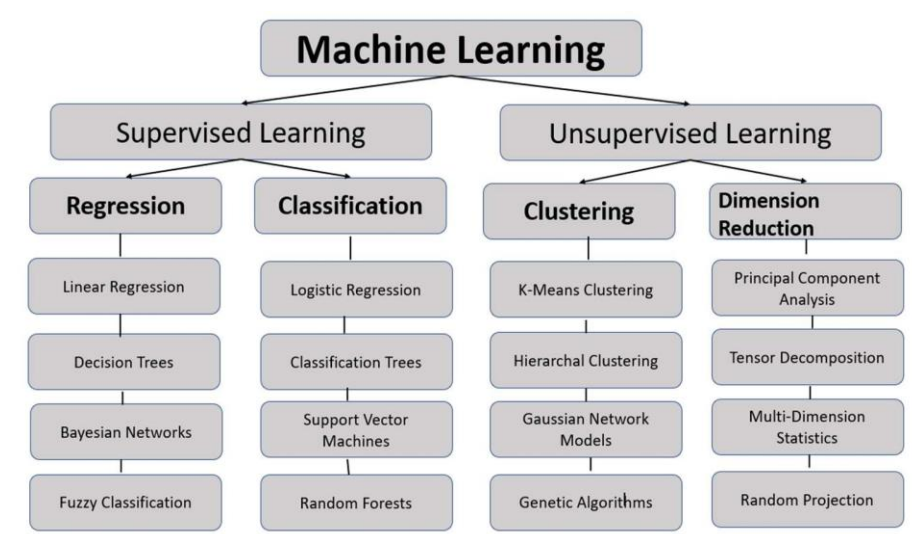 Machine Learning
Supervised Learning
Unsupervised Learning
Regression
Classification
Clustering
Dimension
Reduction
Linear Regression
Logistic Regression
K-Means Clustering
Principal Component
Analysis
Decision Trees
Classification Trees
Hierarchal Clustering
Tensor Decomposition
Bayesian Networks
Support Vector
Machines
Gaussian Network
Models
Multi-Dimension
Statistics
Fuzzy Classification
Random Forests
Genetic Algorithms
Random Projection